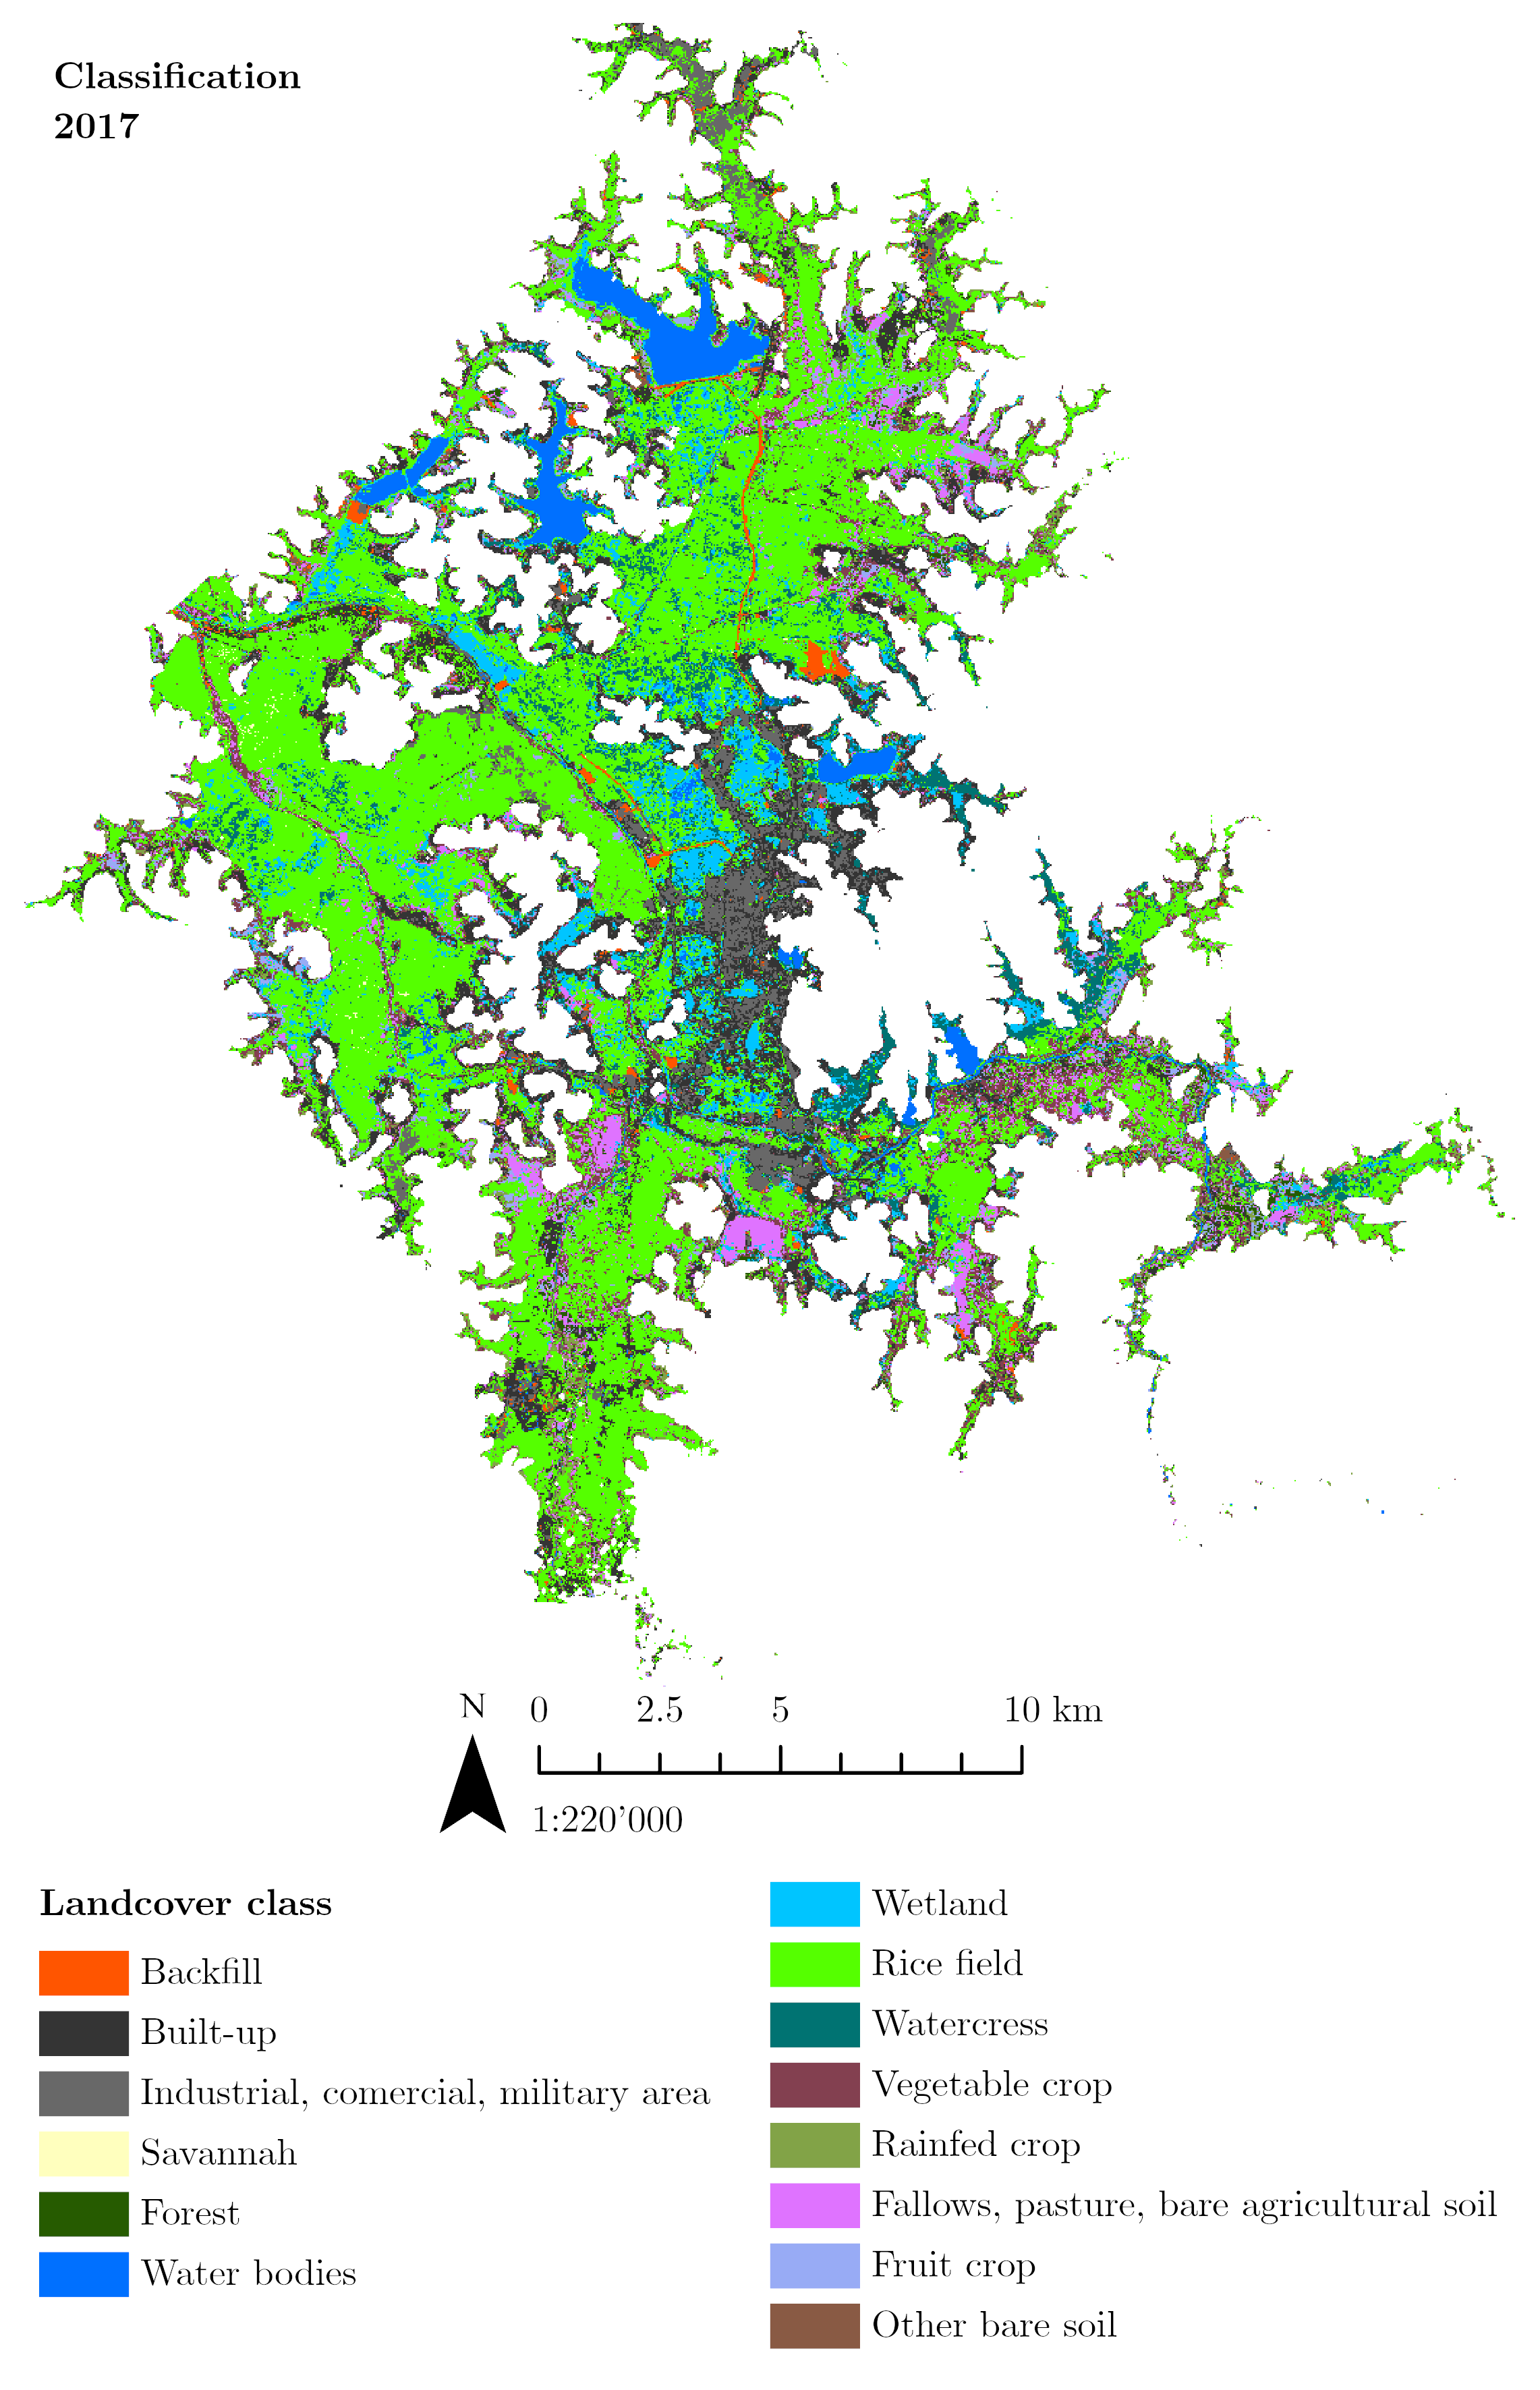 Classification
2017
N 0 2.5 5 10 km
1:220'000
Landcover class
Backfill
Built-up
Industrial, comercial, military area
Savannah
Forest
Water bodies
Wetland
Rice field
Watercress
Vegetable crop
Rainfed crop
Fallows, pasture, bare agricultural soil
Fruit crop
Other bare soil